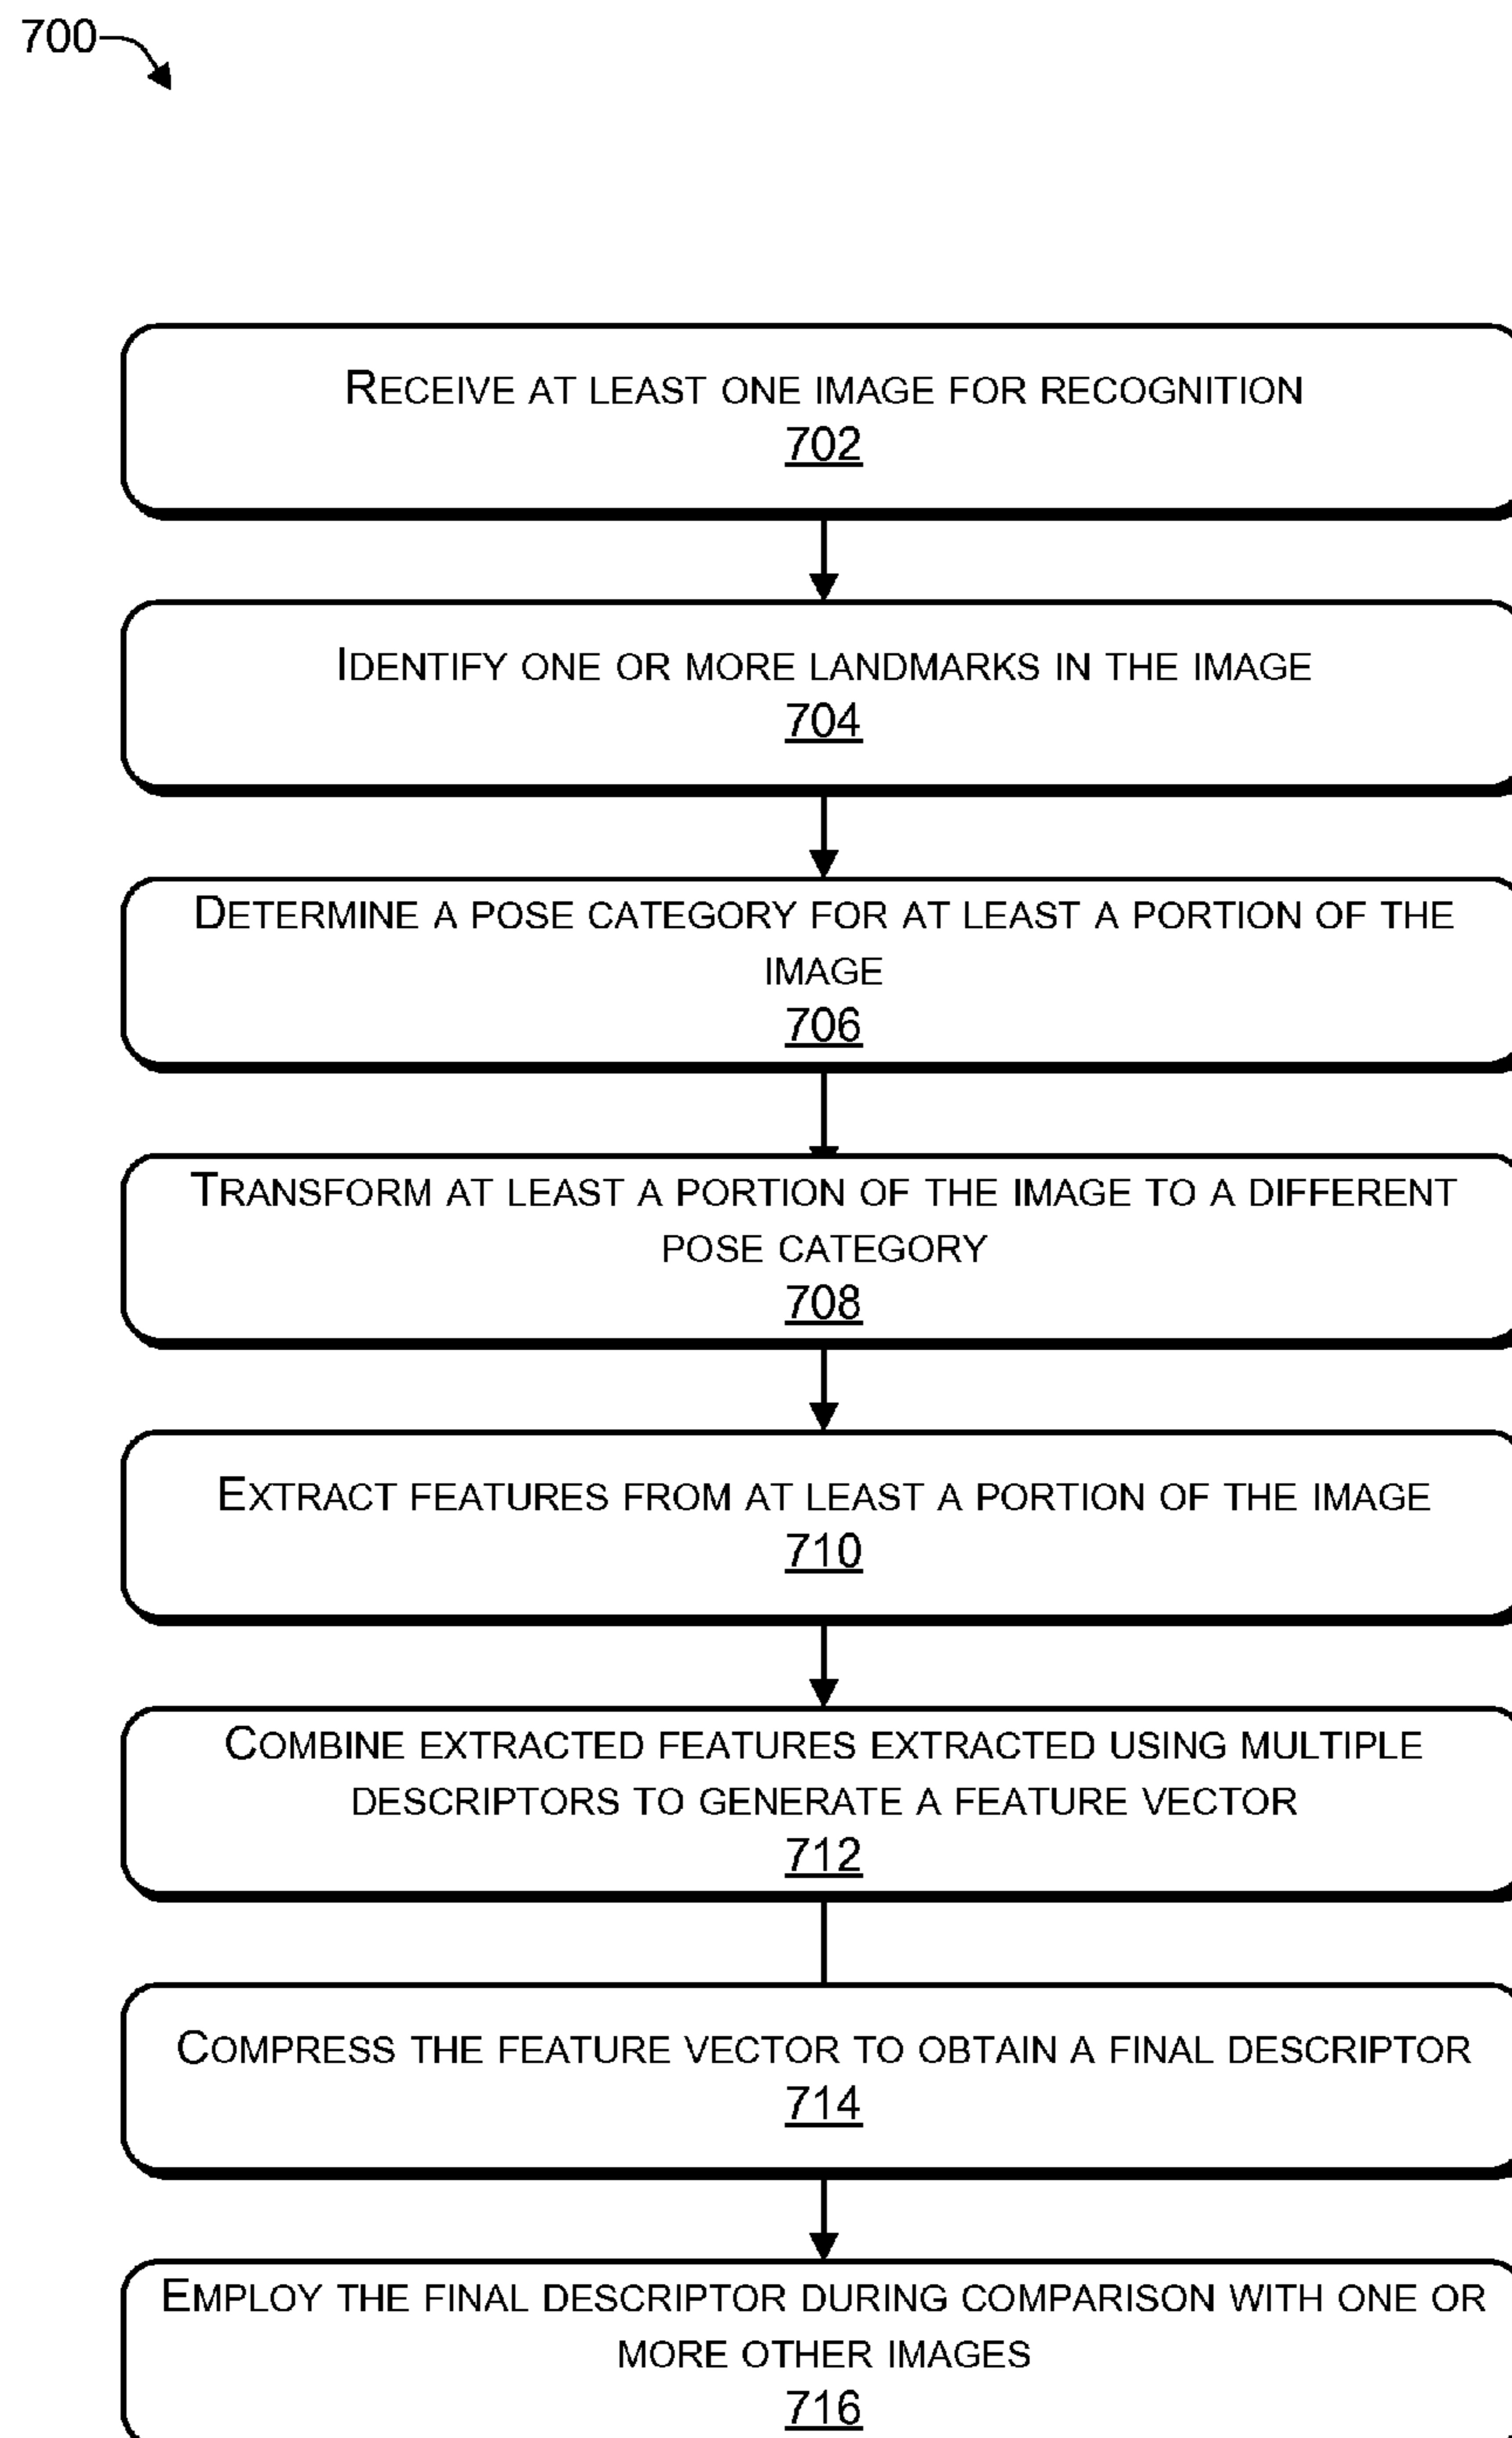 700
RECEIVE AT LEAST ONE IMAGE FOR RECOGNITION
702
IDENTIFY ONE OR MORE LANDMARKS IN THE IMAGE
704
DETERMINE A POSE CATEGORY FOR AT LEAST A PORTION OF THE
IMAGE
706
TRANSFORM AT LEAST A PORTION OF THE IMAGE TO A DIFFERENT
POSE CATEGORY
708
EXTRACT FEATURES FROM AT LEAST A PORTION OF THE IMAGE
710
COMBINE EXTRACTED FEATURES EXTRACTED USING MULTIPLE
DESCRIPTORS TO GENERATE A FEATURE VECTOR
712
COMPRESS THE FEATURE VECTOR TO OBTAIN A FINAL DESCRIPTOR
714
EMPLOY THE FINAL DESCRIPTOR DURING COMPARISON WITH ONE OR
MORE OTHER IMAGES
716